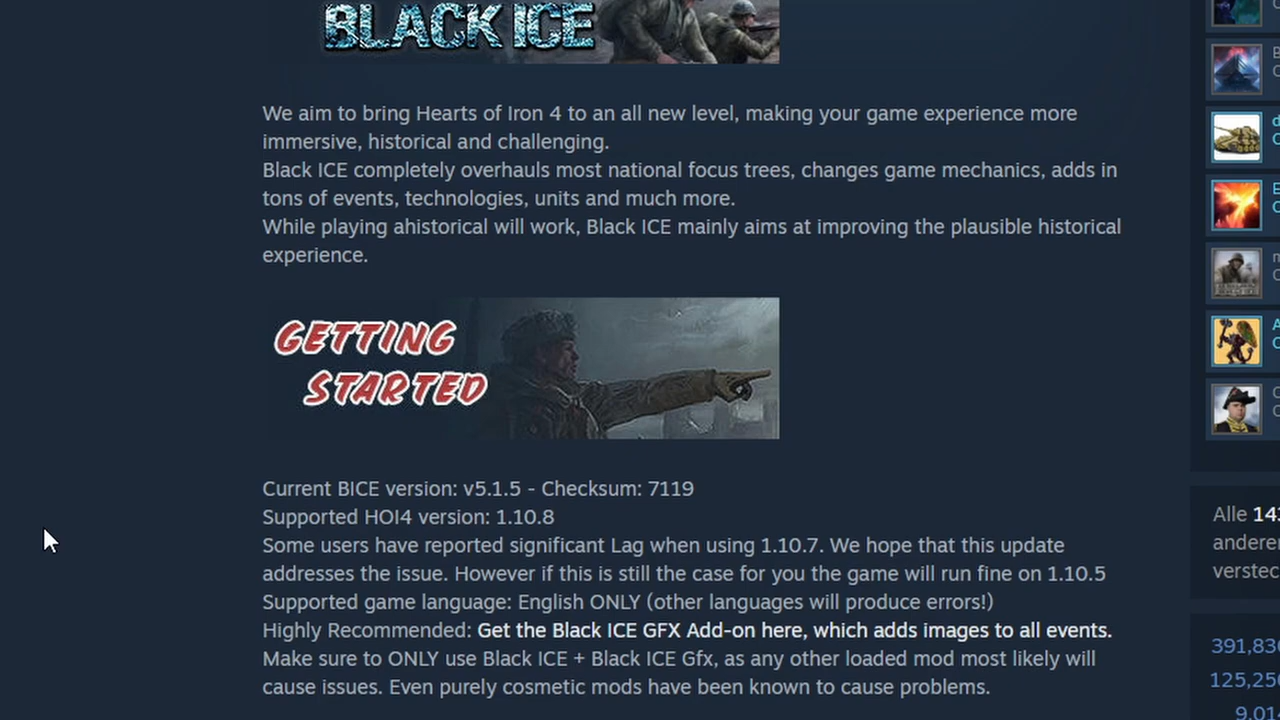 BLACK ICE
We aim to bring Hearts of Iron 4 to an all new level, making your game experience more
immersive, historical and challenging.
Black ICE completely overhauls most national focus trees, changes game mechanics, adds in
tons of events, technologies, units and much more.
While playing ahistorical will work, Black ICE mainly aims at improving the plausible historical
experience.
GETTING
STARTED
Current BICE version: v5.1.5 - Checksum: 7119
Supported HOI4 version: 1.10.8
Some users have reported significant Lag when using 1.10.7. We hope that this update
addresses the issue. However if this is still the case for you the game will run fine on 1.10.5
Supported game language: English ONLY (other languages will produce errors!)
Highly Recommended: Get the Black ICE GFX Add-on here, which adds images to all events.
Make sure to ONLY use Black ICE + Black ICE Gfx, as any other loaded mod most likely will
cause issues. Even purely cosmetic mods have been known to cause problems.
Alle 14
andere
verstec
391,83
125,25
9,01